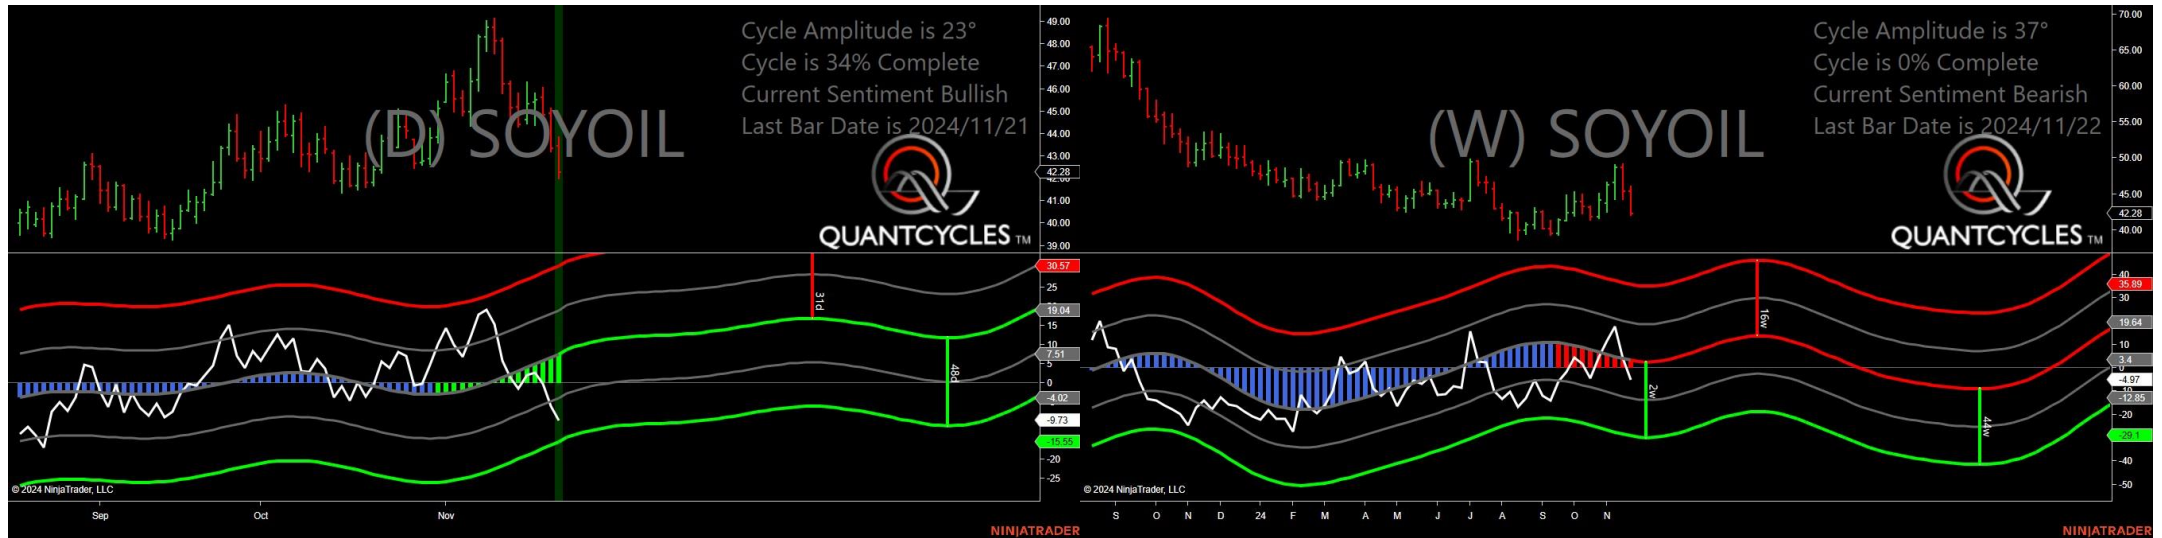 Cycle Amplitude is 23°
Cycle is 34% Complete
Current Sentiment Bullish
Last Bar Date is 2024/11/21
(D) SOYOIL
QUANTCYCLES TM
49.00
48.00
47.00
46.00
45.00
44.00
43.00
42.28
42.00
41.00
40.00
39.00
30.57
25
19.04
15
10
7.51
5
0
-4.02
-9.73
-15.55
-20
-25
31d
48d
© 2024 NinjaTrader, LLC
Sep Oct Nov
NINJATRADER
Cycle Amplitude is 37°
Cycle is 0% Complete
Current Sentiment Bearish
Last Bar Date is 2024/11/22
(W) SOYOIL
QUANTCYCLES TM
70.00
65.00
60.00
55.00
50.00
45.00
42.28
40.00
40
35.89
30
19.64
10
3.4
0
-4.97
-10
-12.85
-20
-29.1
-40
-50
16w
2w
44w
© 2024 NinjaTrader, LLC
S O N D 24 F M A M J J A S O N
NINJATRADER